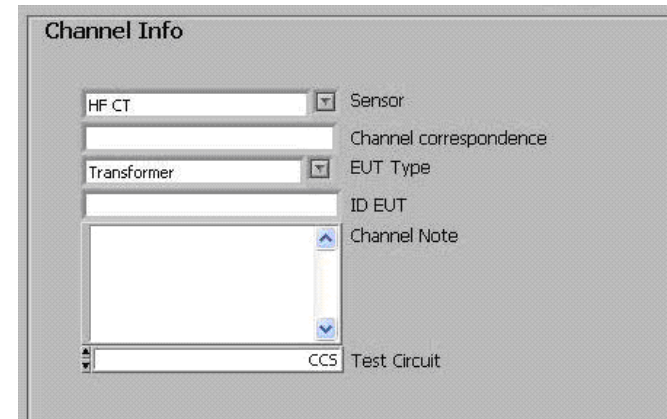 Channel Info
HF CT Sensor
Channel correspondence
Transformer EUT Type
ID EUT
Channel Note
CCS Test Circuit